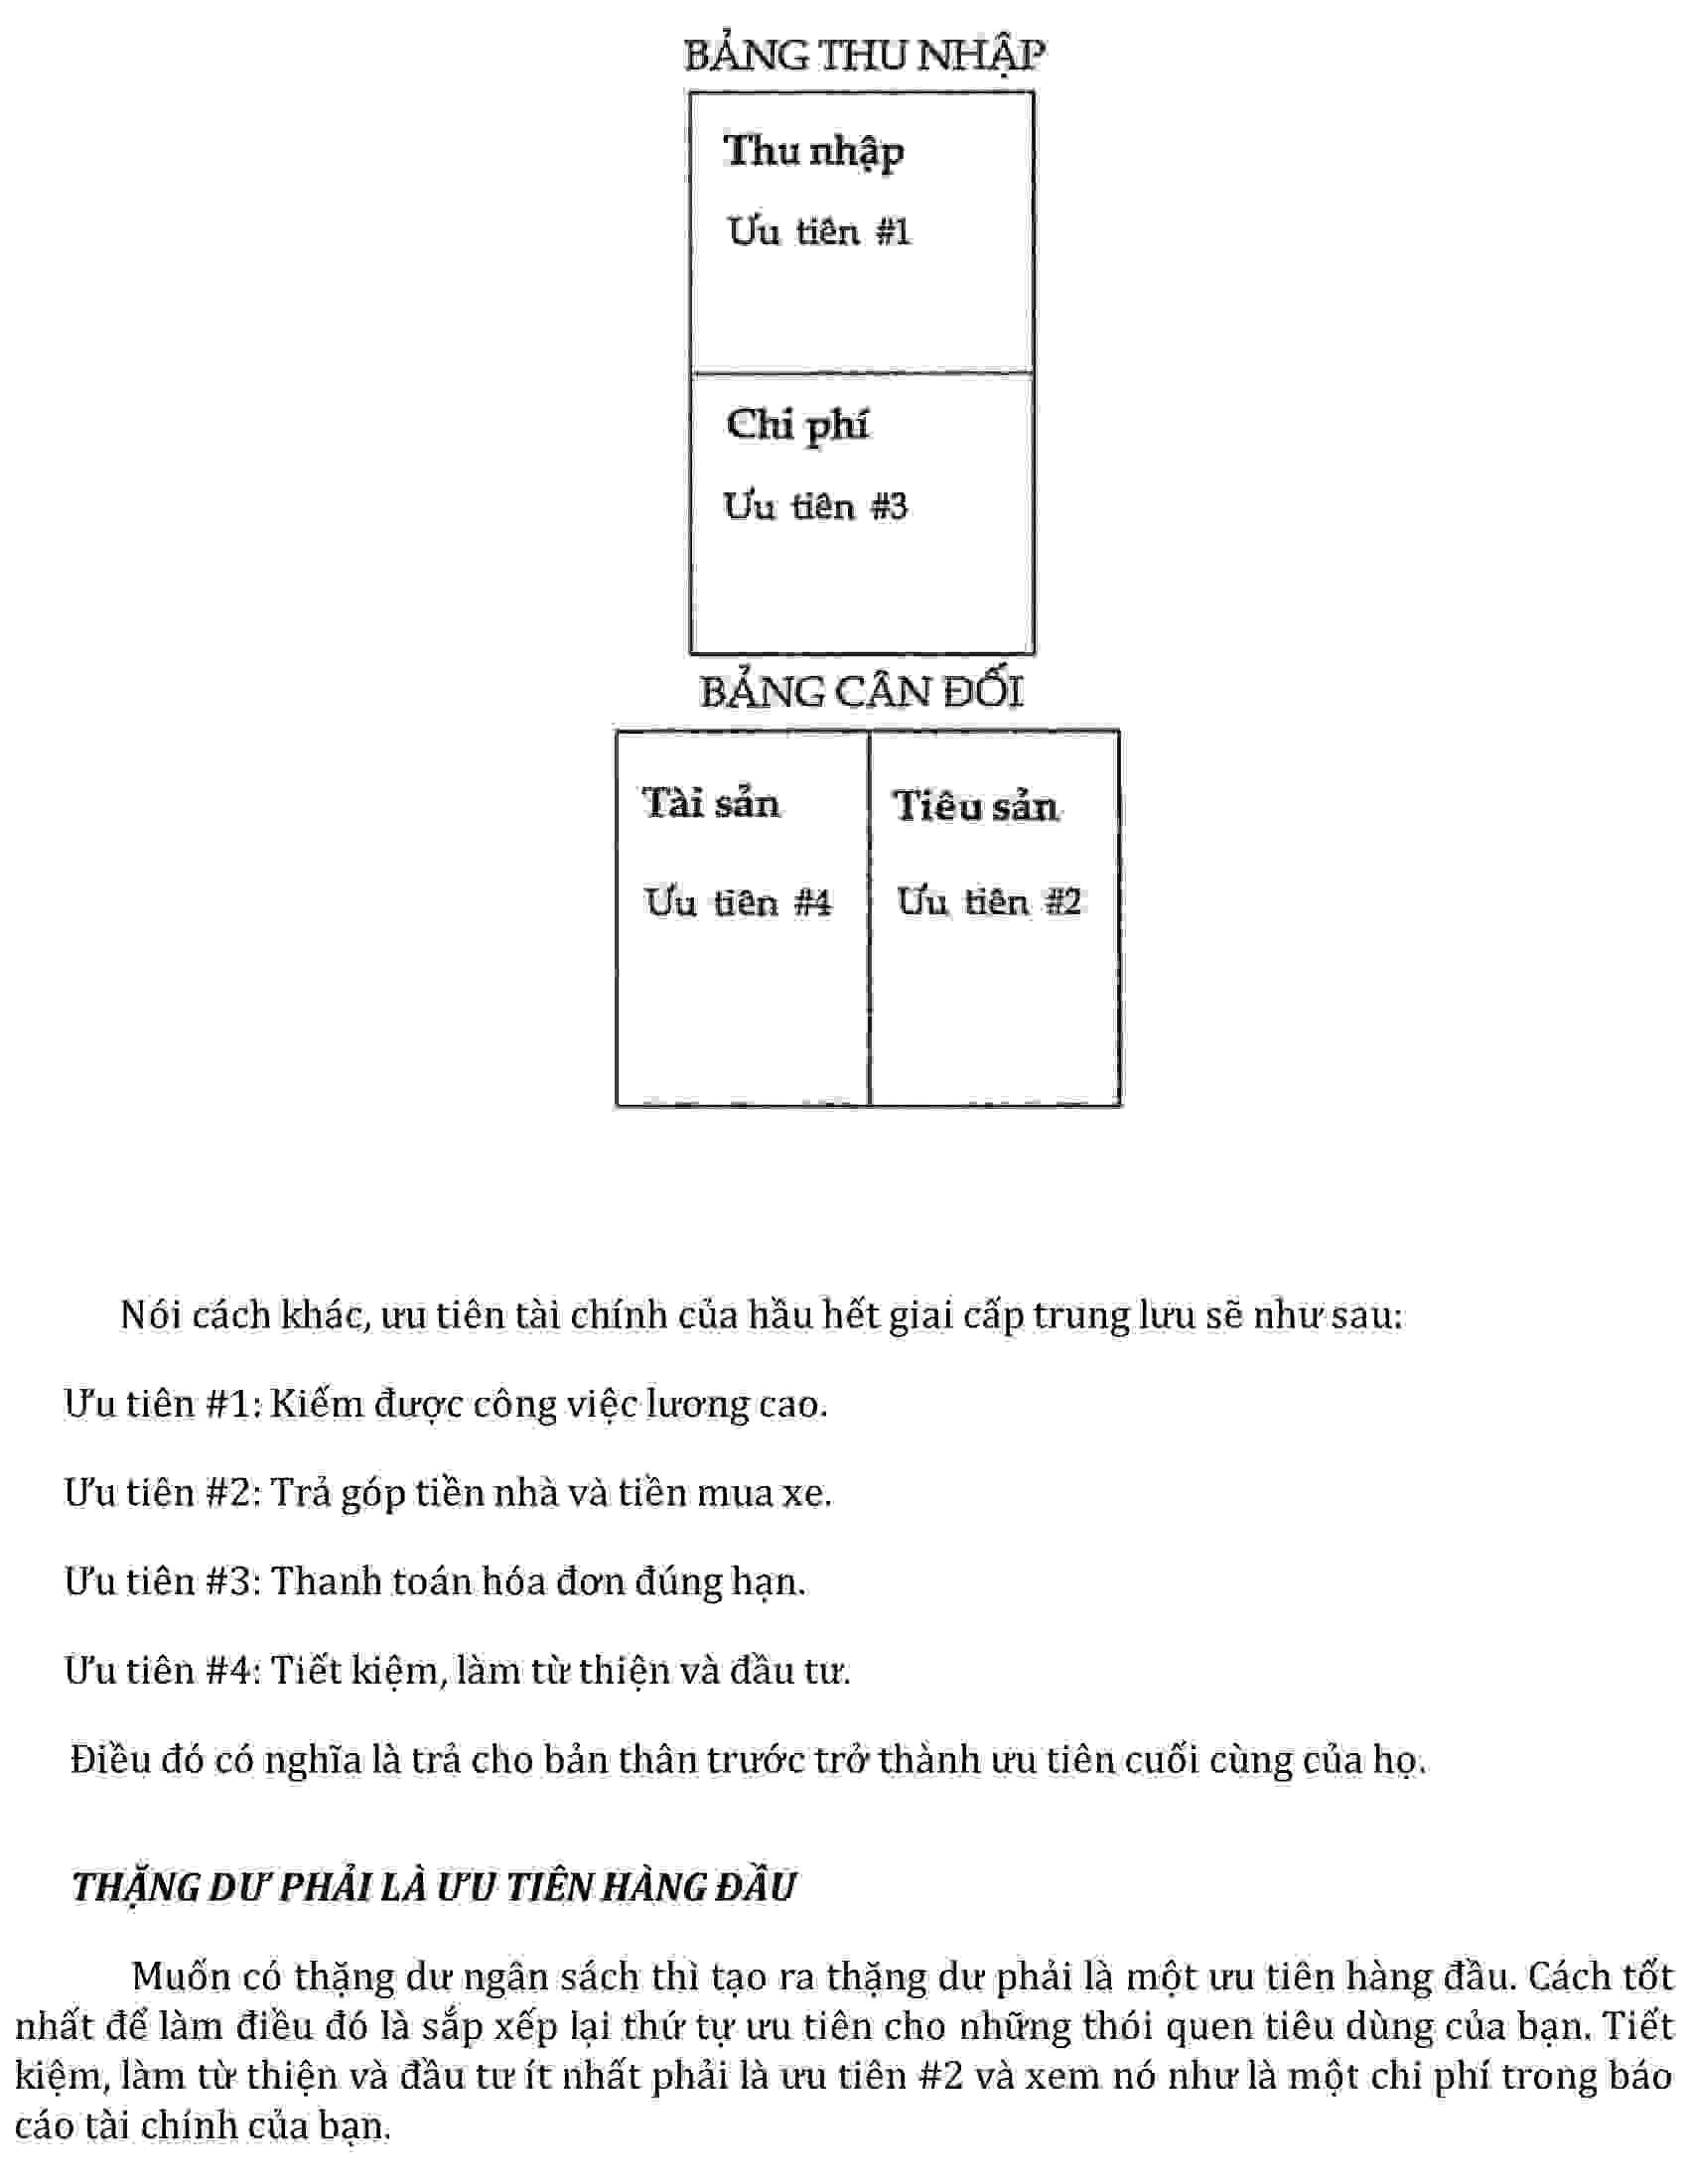 BẢNG THU NHẬP
Thu nhập
Ưu tiên #1
Chi phí
Ưu tiên #3
BẢNG CÂN ĐỐI
Tài sản
Ưu tiên #4
Tiêu sản
Ưu tiên #2
Nói cách khác, ưu tiên tài chính của hầu hết giai cấp trung lưu sẽ như sau:
Ưu tiên #1: Kiếm được công việc lương cao.
Ưu tiên #2: Trả góp tiền nhà và tiền mua xe.
Ưu tiên #3: Thanh toán hóa đơn đúng hạn.
Ưu tiên #4: Tiết kiệm, làm từ thiện và đầu tư.
Điều đó có nghĩa là trả cho bản thân trước trở thành ưu tiên cuối cùng của họ.
THẶNG DƯ PHẢI LÀ ƯU TIÊN HÀNG ĐẦU
Muốn có thặng dư ngân sách thì tạo ra thặng dư phải là một ưu tiên hàng đầu. Cách tốt
nhất để làm điều đó là sắp xếp lại thứ tự ưu tiên cho những thói quen tiêu dùng của bạn. Tiết
kiệm, làm từ thiện và đầu tư ít nhất phải là ưu tiên #2 và xem nó như là một chi phí trong báo
cáo tài chính của bạn.